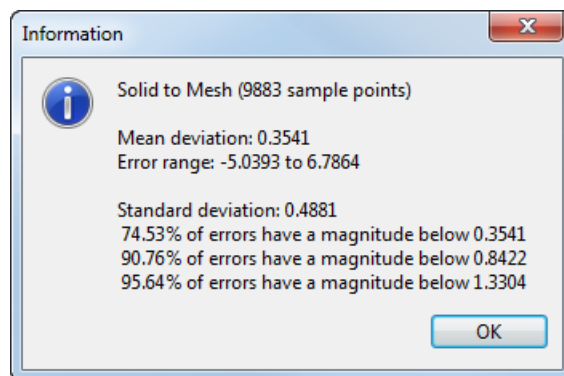 Information
Solid to Mesh (9883 sample points)
Mean deviation: 0.3541
Error range: -5.0393 to 6.7864
Standard deviation: 0.4881
74.53% of errors have a magnitude below 0.3541
90.76% of errors have a magnitude below 0.8422
95.64% of errors have a magnitude below 1.3304
OK